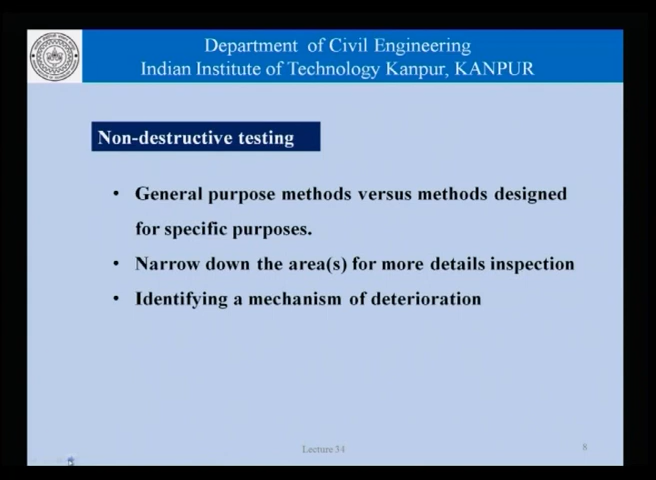 Department of Civil Engineering
Indian Institute of Technology Kanpur, KANPUR
Non-destructive testing
• General purpose methods versus methods designed
for specific purposes.
• Narrow down the area(s) for more details inspection
• Identifying a mechanism of deterioration
Lecture 34
8